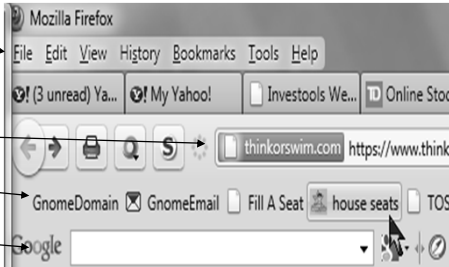 Mozilla Firefox
File Edit View History Bookmarks Tools Help
Y! (3 unread) Ya... Y! My Yahoo! Investools We... TD Online Stoc
Q S thinkorswim.com https://www.think
GnomeDomain GnomeEmail Fill A Seat house seats TOS
Google